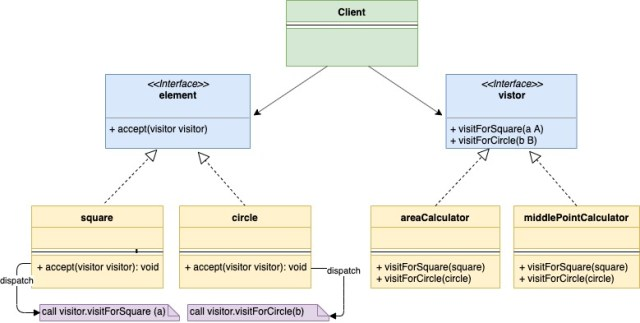 Client
<<Interface>>
element
+ accept(visitor visitor)
<<Interface>>
vistor
+ visitForSquare(a A)
+ visitForCircle(b B)
square
+ accept(visitor visitor): void
circle
+ accept(visitor visitor): void
areaCalculator
+ visitForSquare(square)
+ visitForCircle(circle)
middlePointCalculator
+ visitForSquare(square)
+ visitForCircle(circle)
dispatch
dispatch
call visitor.visitForSquare (a)
call visitor.visitForCircle(b)